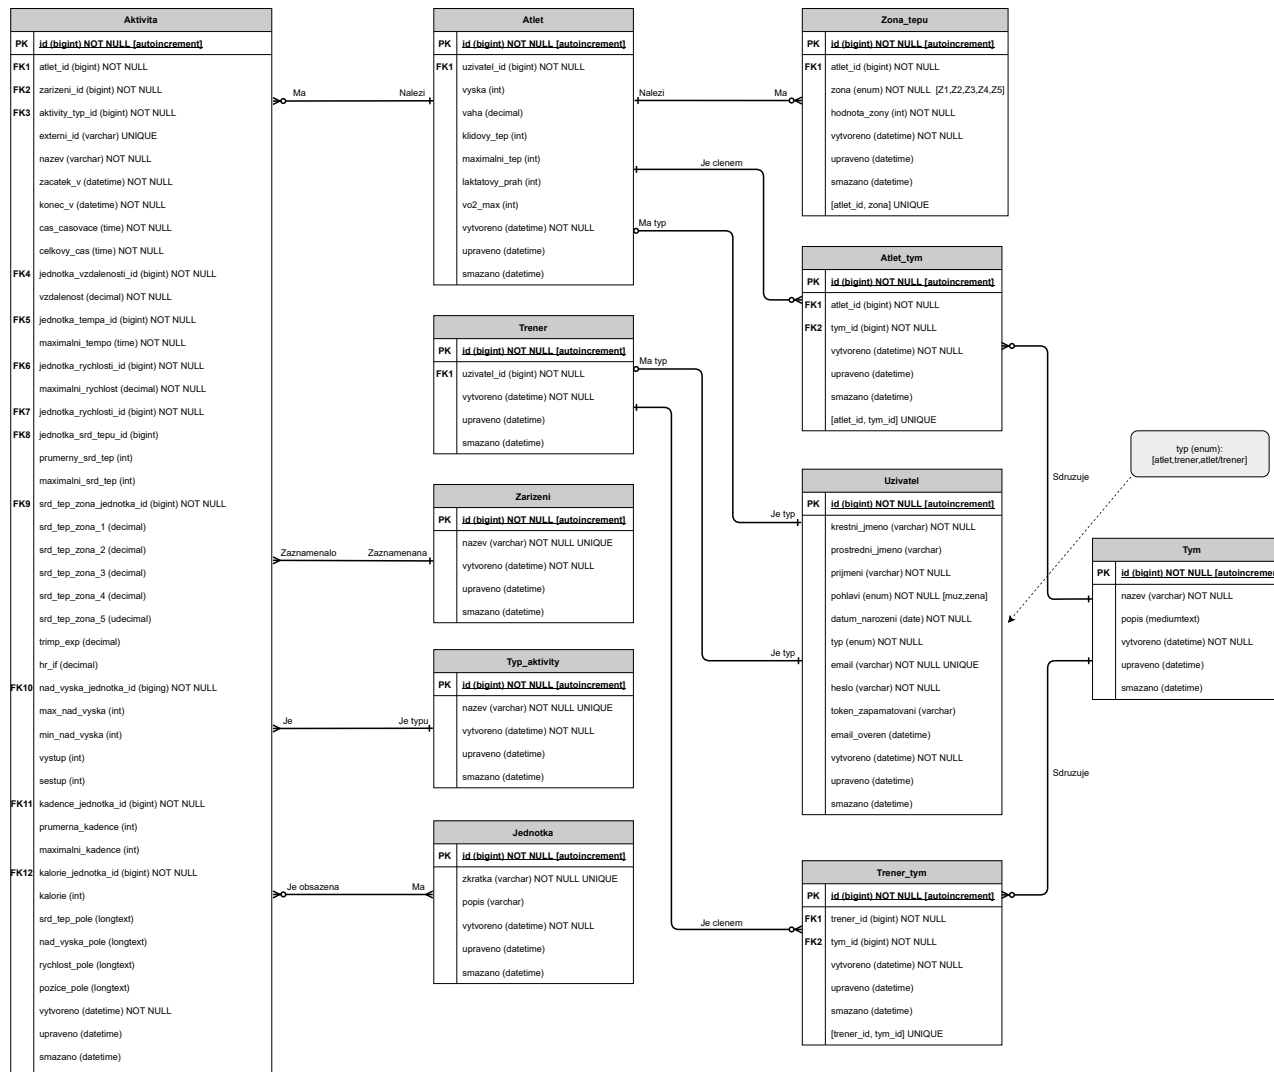 Aktivita
PK id (bigint) NOT NULL [autoincrement]
FK1 atlet_id (bigint) NOT NULL
FK2 zarizeni_id (bigint) NOT NULL
FK3 aktivity_typ_id (bigint) NOT NULL
externi_id (varchar) UNIQUE
nazev (varchar) NOT NULL
zacatek_v (datetime) NOT NULL
konec_v (datetime) NOT NULL
cas_casovace (time) NOT NULL
celkovy_cas (time) NOT NULL
FK4 jednotka_vzdalenosti_id (bigint) NOT NULL
vzdalenost (decimal) NOT NULL
FK5 jednotka_tempa_id (bigint) NOT NULL
maximalni_tempo (time) NOT NULL
FK6 jednotka_rychlosti_id (bigint) NOT NULL
maximalni_rychlost (decimal) NOT NULL
FK7 jednotka_rychlosti_id (bigint) NOT NULL
FK8 jednotka_srd_tepu_id (bigint)
prumerny_srd_tep (int)
maximalni_srd_tep (int)
FK9 srd_tep_zona_jednotka_id (bigint) NOT NULL
srd_tep_zona_1 (decimal)
srd_tep_zona_2 (decimal)
srd_tep_zona_3 (decimal)
srd_tep_zona_4 (decimal)
srd_tep_zona_5 (udecimal)
trimp_exp (decimal)
hr_if (decimal)
FK10 nad_vyska_jednotka_id (biging) NOT NULL
max_nad_vyska (int)
min_nad_vyska (int)
vystup (int)
sestup (int)
FK11 kadence_jednotka_id (bigint) NOT NULL
prumerna_kadence (int)
maximalni_kadence (int)
FK12 kalorie_jednotka_id (bigint) NOT NULL
kalorie (int)
srd_tep_pole (longtext)
nad_vyska_pole (longtext)
rychlost_pole (longtext)
pozice_pole (longtext)
vytvoreno (datetime) NOT NULL
upraveno (datetime)
smazano (datetime)
Ma Nalezi
Zaznamenalo Zaznamenana
Je Je typu
Je obsazena Ma
Atlet
PK id (bigint) NOT NULL [autoincrement]
FK1 uzivatel_id (bigint) NOT NULL
vyska (int)
vaha (decimal)
klidovy_tep (int)
maximalni_tep (int)
laktatovy_prah (int)
vo2_max (int)
vytvoreno (datetime) NOT NULL
upraveno (datetime)
smazano (datetime)
Trener
PK id (bigint) NOT NULL [autoincrement]
FK1 uzivatel_id (bigint) NOT NULL
vytvoreno (datetime) NOT NULL
upraveno (datetime)
smazano (datetime)
Zarizeni
PK id (bigint) NOT NULL [autoincrement]
nazev (varchar) NOT NULL UNIQUE
vytvoreno (datetime) NOT NULL
upraveno (datetime)
smazano (datetime)
Typ_aktivity
PK id (bigint) NOT NULL [autoincrement]
nazev (varchar) NOT NULL UNIQUE
vytvoreno (datetime) NOT NULL
upraveno (datetime)
smazano (datetime)
Jednotka
PK id (bigint) NOT NULL [autoincrement]
zkratka (varchar) NOT NULL UNIQUE
popis (varchar)
vytvoreno (datetime) NOT NULL
upraveno (datetime)
smazano (datetime)
Nalezi Ma
Je clenem
Ma typ
Ma typ
Je typ
Je typ
Je clenem
Zona_tepu
PK id (bigint) NOT NULL [autoincrement]
FK1 atlet_id (bigint) NOT NULL
zona (enum) NOT NULL [Z1,Z2,Z3,Z4,Z5]
hodnota_zony (int) NOT NULL
vytvoreno (datetime) NOT NULL
upraveno (datetime)
smazano (datetime)
[atlet_id, zona] UNIQUE
Atlet_tym
PK id (bigint) NOT NULL [autoincrement]
FK1 atlet_id (bigint) NOT NULL
FK2 tym_id (bigint) NOT NULL
vytvoreno (datetime) NOT NULL
upraveno (datetime)
smazano (datetime)
[atlet_id, tym_id] UNIQUE
Uzivatel
PK id (bigint) NOT NULL [autoincrement]
krestni_jmeno (varchar) NOT NULL
prostredni_jmeno (varchar)
prijmeni (varchar) NOT NULL
pohlavi (enum) NOT NULL [muz,zena]
datum_narozeni (date) NOT NULL
typ (enum) NOT NULL
email (varchar) NOT NULL UNIQUE
heslo (varchar) NOT NULL
token_zapamatovani (varchar)
email_overen (datetime)
vytvoreno (datetime) NOT NULL
upraveno (datetime)
smazano (datetime)
Trener_tym
PK id (bigint) NOT NULL [autoincrement]
FK1 trener_id (bigint) NOT NULL
FK2 tym_id (bigint) NOT NULL
vytvoreno (datetime) NOT NULL
upraveno (datetime)
smazano (datetime)
[trener_id, tym_id] UNIQUE
typ (enum):
[atlet,trener,atlet/trener]
Sdruzuje
Sdruzuje
Tym
PK id (bigint) NOT NULL [autoincreme
nazev (varchar) NOT NULL
popis (mediumtext)
vytvoreno (datetime) NOT NULL
upraveno (datetime)
smazano (datetime)